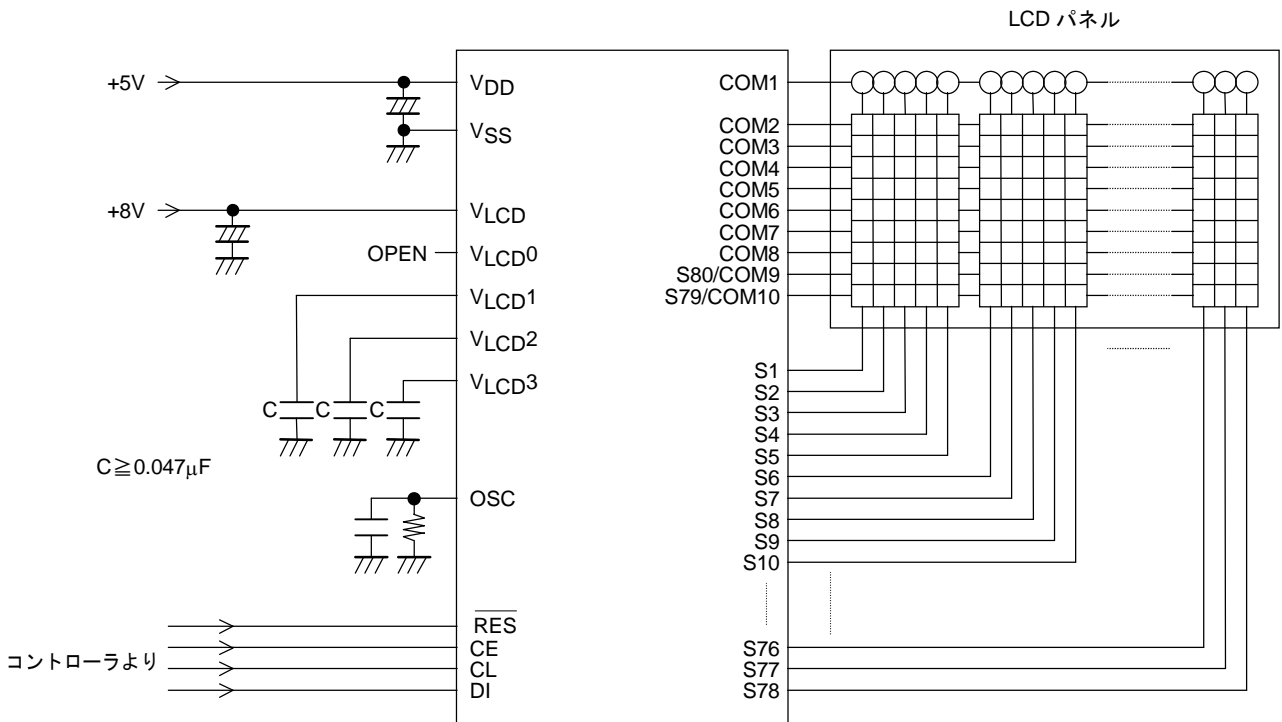 LCD パネル
+5V
VDD
COM1
VSS
COM2
COM3
COM4
COM5
+8V
VLCD
COM6
COM7
OPEN
VLCD0
COM8
S80/COM9
VLCD1
S79/COM10
VLCD2
S1
VLCD3
S2
C
C
C
S3
S4
S5
C≧0.047μF
S6
OSC
S7
S8
S9
S10
RES
コントローラより
CE
S76
CL
S77
DI
S78